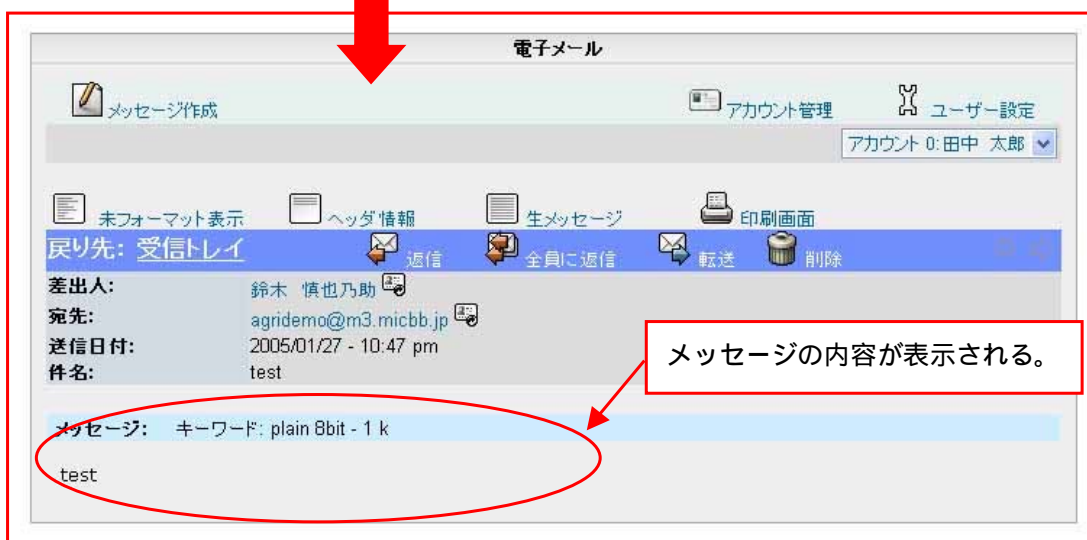 電子メール
メッセージ作成 アカウント管理 ユーザー設定
アカウント 0:田中 太郎
未フォーマット表示 ヘッダ情報 生メッセージ 印刷画面
戻り先: 受信トレイ 返信 全員に返信 転送 削除
差出人: 鈴木 慎也乃助
宛先: agridemo@m3.micbb.jp
送信日付: 2005/01/27 - 10:47 pm
件名: test
メッセージの内容が表示される。
メッセージ: キーワード: plain 8bit - 1 k
test